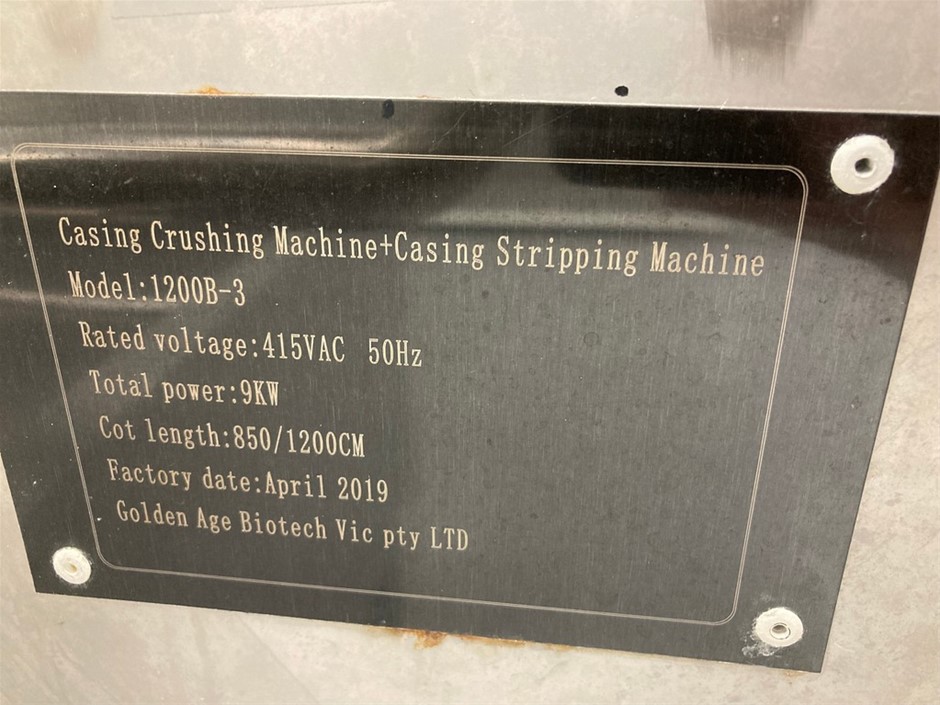 Casing Crushing Machine+Casing Stripping Machine
Model:1200B-3
Rated voltage:415VAC 50Hz
Total power:9KW
Cot length:850/1200CM
Factory date:April 2019
Golden Age Biotech Vic pty LTD